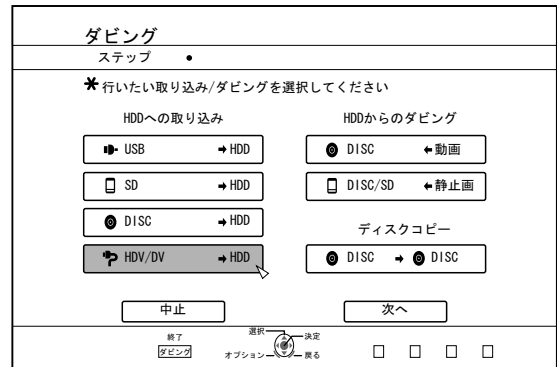 ダビング
ステップ
行いたい取り込み/ダビングを選択してください
HDDへの取り込み
USB → HDD
SD → HDD
DISC → HDD
HDV/DV → HDD
HDDからのダビング
DISC ← 動画
DISC/SD ← 静止画
ディスクコピー
DISC → DISC
中止
次へ
終了
ダビング
選択
決定
オプション
戻る